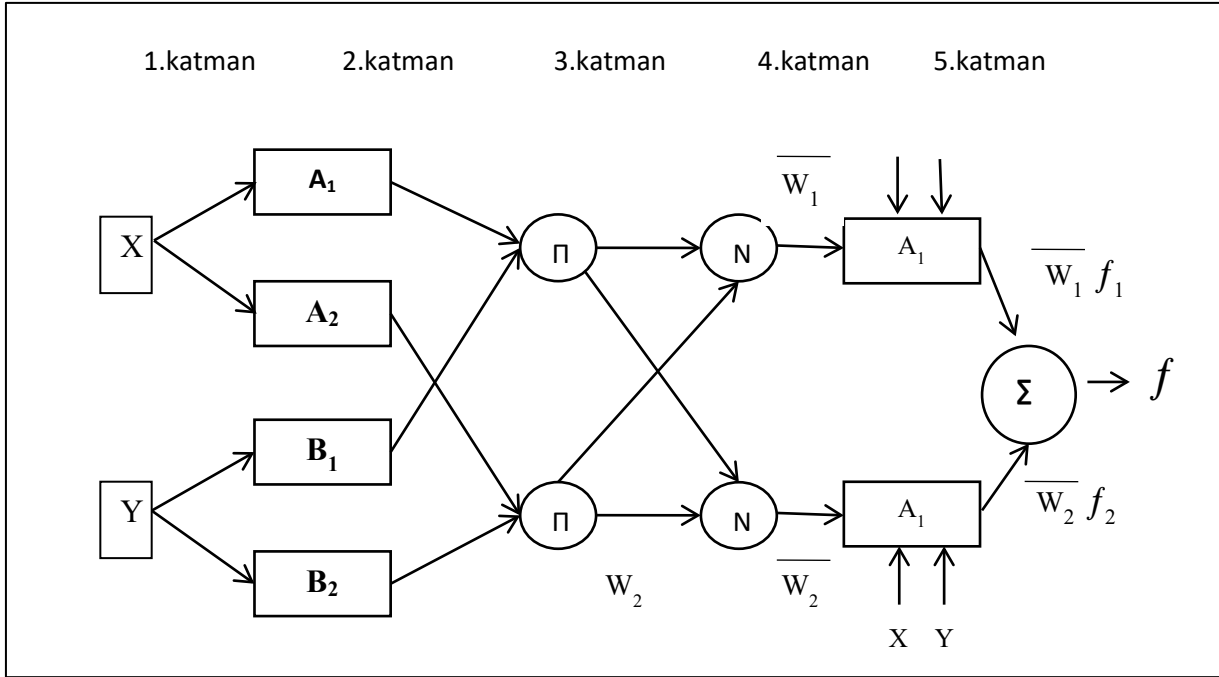 1.katman 2.katman 3.katman 4.katman 5.katman
A₁
W̅₁
X
Π
N
A₁
W̅₁ f₁
A₂
Σ
f
B₁
Y
Π
N
A₁
W̅₂ f₂
B₂
W₂
W̅₂
X Y